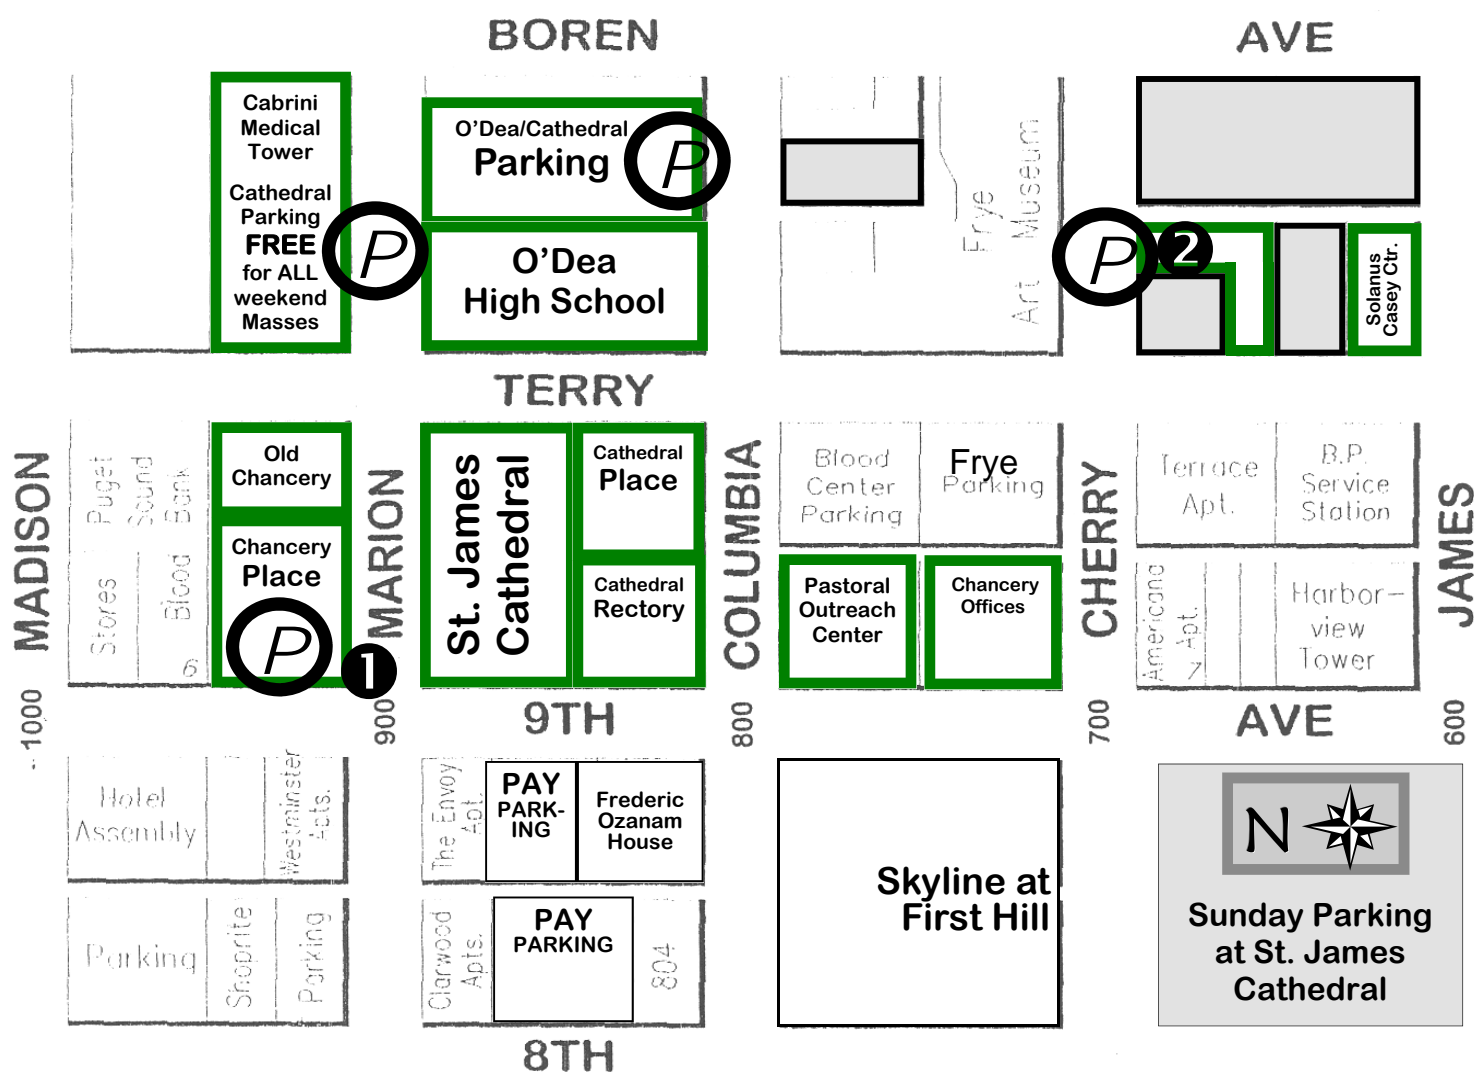 BOREN AVE
Cabrini
Medical
Tower
Cathedral
Parking
FREE
for ALL
weekend
Masses
P
O'Dea/Cathedral
Parking
P
O'Dea
High School
Frye
Art Museum
P
2
Solanus
Casey Ctr.
TERRY
MADISON
Puget
Sound
Bank
Stores
Blood
6
Old
Chancery
Chancery
Place
P
1
MARION
St. James
Cathedral
Cathedral
Place
Cathedral
Rectory
COLUMBIA
Blood
Center
Parking
Frye
Parking
Pastoral
Outreach
Center
Chancery
Offices
CHERRY
Terrace
Apt.
B.P.
Service
Station
Americana
Apt.
7
Harbor-
view
Tower
JAMES
1000
900
9TH
800
700
AVE
600
Hotel
Assembly
Westminster
Apts.
The Envoy
Apt.
PAY
PARK-
ING
Frederic
Ozanam
House
Parking
Shoprite
Parking
Clarwood
Apts.
PAY
PARKING
804
Skyline at
First Hill
N
Sunday Parking
at St. James
Cathedral
8TH